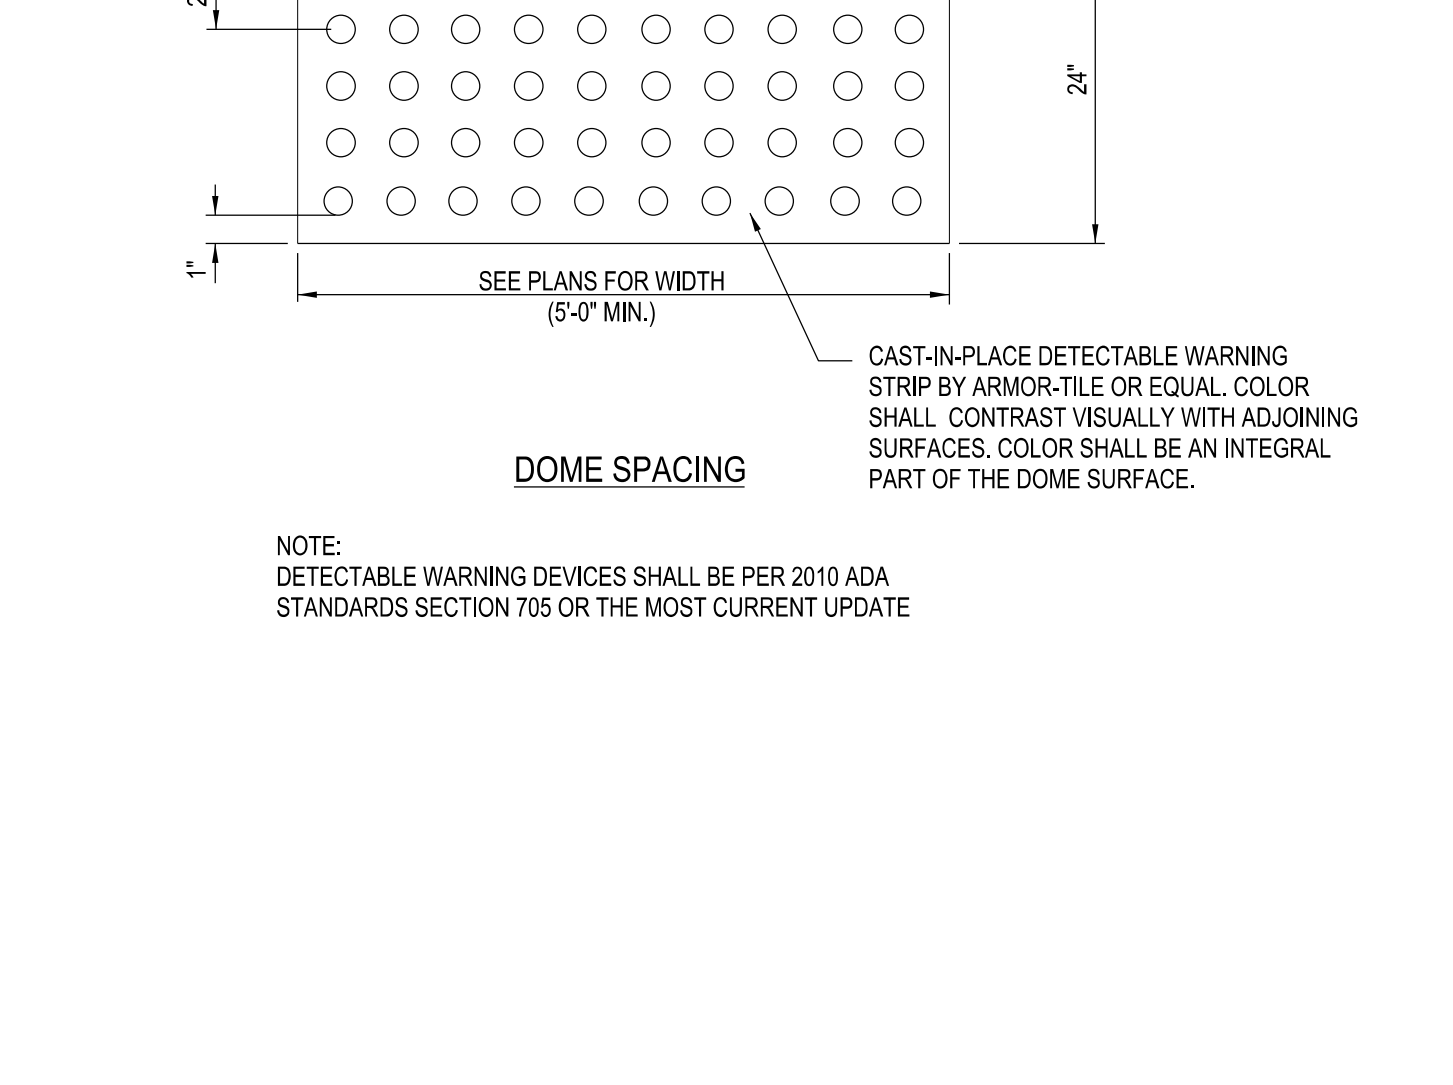 24"
1"
SEE PLANS FOR WIDTH
(5'-0" MIN.)
CAST-IN-PLACE DETECTABLE WARNING
STRIP BY ARMOR-TILE OR EQUAL. COLOR
SHALL  CONTRAST VISUALLY WITH ADJOINING
SURFACES. COLOR SHALL BE AN INTEGRAL
PART OF THE DOME SURFACE.
DOME SPACING
NOTE:
DETECTABLE WARNING DEVICES SHALL BE PER 2010 ADA
STANDARDS SECTION 705 OR THE MOST CURRENT UPDATE